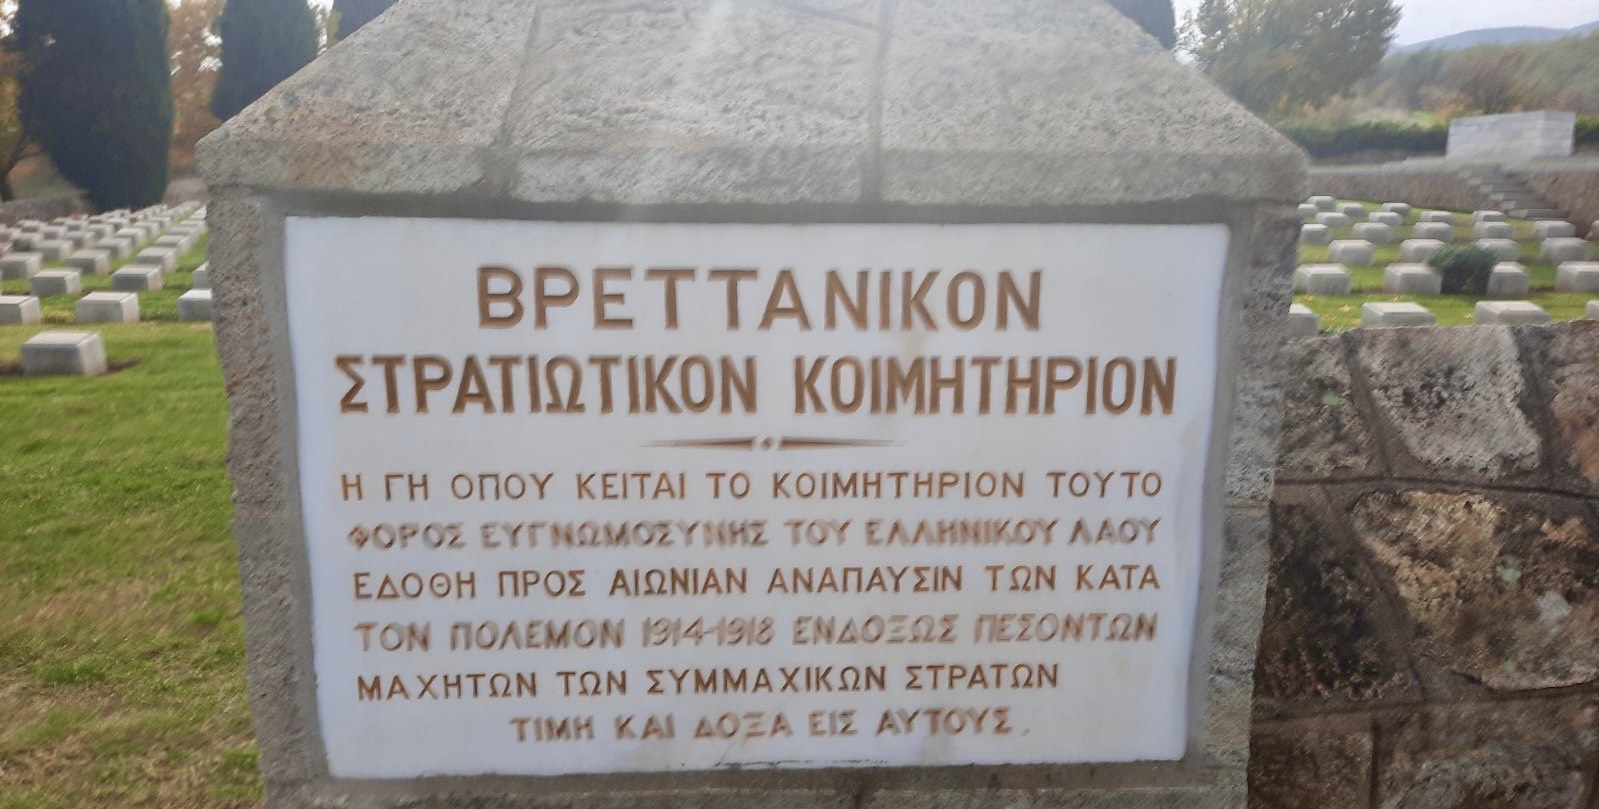 ΒΡΕΤΤΑΝΙΚΟΝ
ΣΤΡΑΤΙΩΤΙΚΟΝ ΚΟΙΜΗΤΗΡΙΟΝ
Η ΓΗ ΟΠΟΥ ΚΕΙΤΑΙ ΤΟ ΚΟΙΜΗΤΗΡΙΟΝ ΤΟΥΤΟ
ΦΟΡΟΣ ΕΥΓΝΩΜΟΣΥΝΗΣ ΤΟΥ ΕΛΛΗΝΙΚΟΥ ΛΑΟΥ
ΕΔΟΘΗ ΠΡΟΣ ΑΙΩΝΙΑΝ ΑΝΑΠΑΥΣΙΝ ΤΩΝ ΚΑΤΑ
ΤΟΝ ΠΟΛΕΜΟΝ 1914-1918 ΕΝΔΟΞΩΣ ΠΕΣΟΝΤΩΝ
ΜΑΧΗΤΩΝ ΤΩΝ ΣΥΜΜΑΧΙΚΩΝ ΣΤΡΑΤΩΝ
ΤΙΜΗ ΚΑΙ ΔΟΞΑ ΕΙΣ ΑΥΤΟΥΣ.